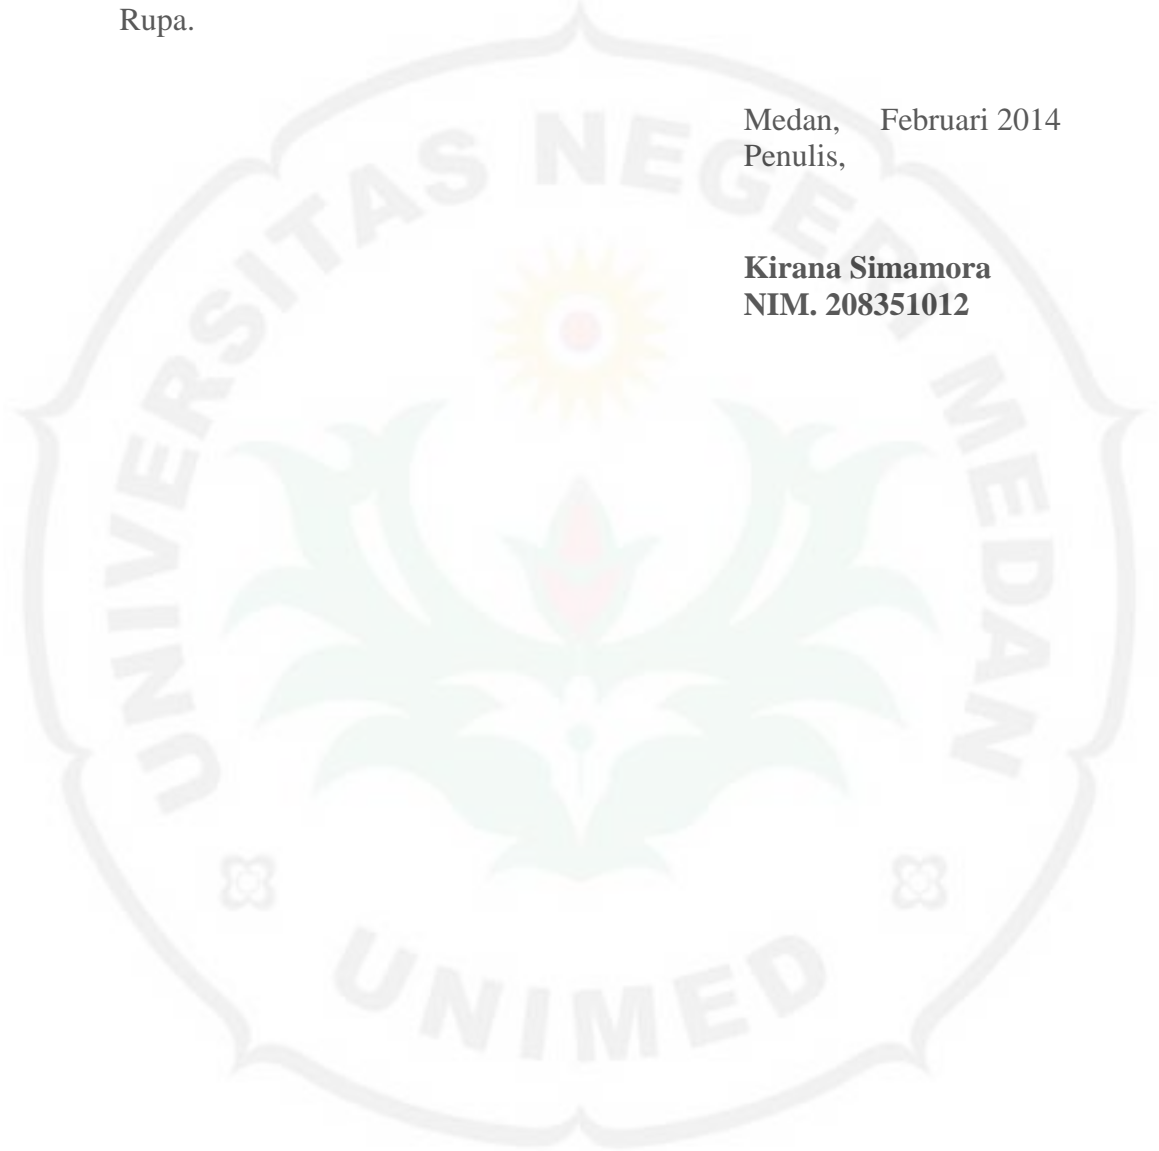 Rupa.
Medan, Februari 2014
Penulis,
Kirana Simamora
NIM. 208351012
UNIVERSITAS NEGERI MEDAN
UNIMED